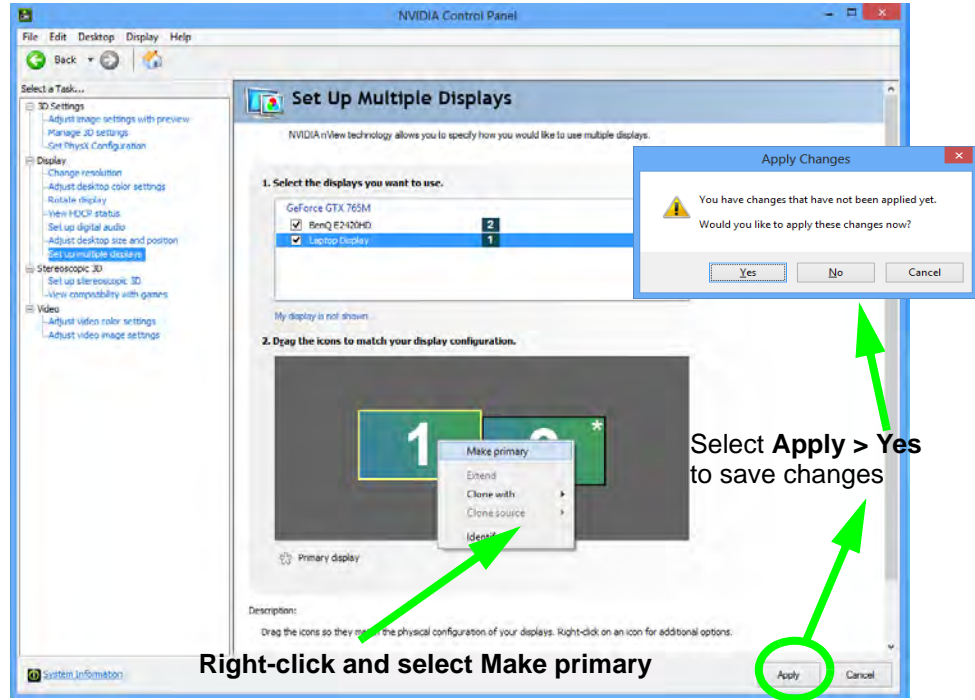 NVIDIA Control Panel
File Edit Desktop Display Help
Back
Select a Task...
3D Settings
Adjust image settings with preview
Manage 3D settings
Set PhysX Configuration
Display
Change resolution
Adjust desktop color settings
Rotate display
View HDCP status
Set up digital audio
Adjust desktop size and position
Set up multiple displays
Stereoscopic 3D
Set up stereoscopic 3D
View compatibility with games
Video
Adjust video color settings
Adjust video image settings
System Information
Set Up Multiple Displays
NVIDIA nView technology allows you to specify how you would like to use multiple displays.
1. Select the displays you want to use.
GeForce GTX 765M
BenQ E2420HD 2
Laptop Display 1
My display is not shown...
2. Drag the icons to match your display configuration.
1
*
Make primary
Extend
Clone with
Clone source
Primary display
Description:
Drag the icons so they match the physical configuration of your displays. Right-click on an icon for additional options.
Right-click and select Make primary
Apply Cancel
Apply Changes
You have changes that have not been applied yet.
Would you like to apply these changes now?
Yes No Cancel
Select Apply > Yes
to save changes